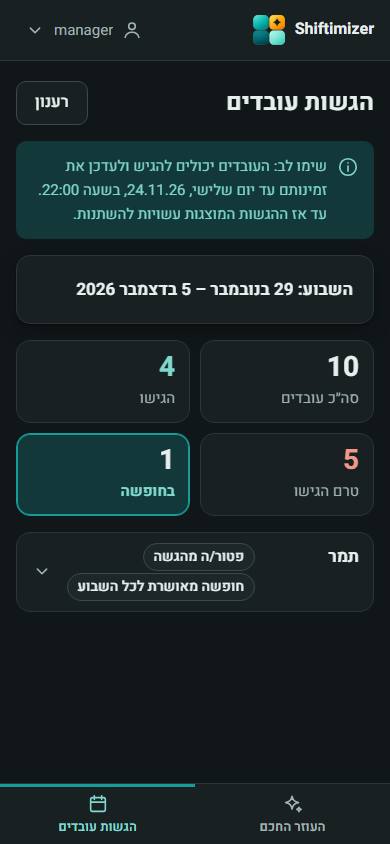 Shiftimizer
manager
הגשות עובדים
רענון
שימו לב: העובדים יכולים להגיש ולעדכן את
זמינותם עד יום שלישי, 24.11.26, בשעה 22:00.
עד אז ההגשות המוצגות עשויות להשתנות.
השבוע: 29 בנובמבר – 5 בדצמבר 2026
10
סה״כ עובדים
4
הגישו
5
טרם הגישו
1
בחופשה
תמר
פטור/ה מהגשה
חופשה מאושרת לכל השבוע
העוזר החכם
הגשות עובדים